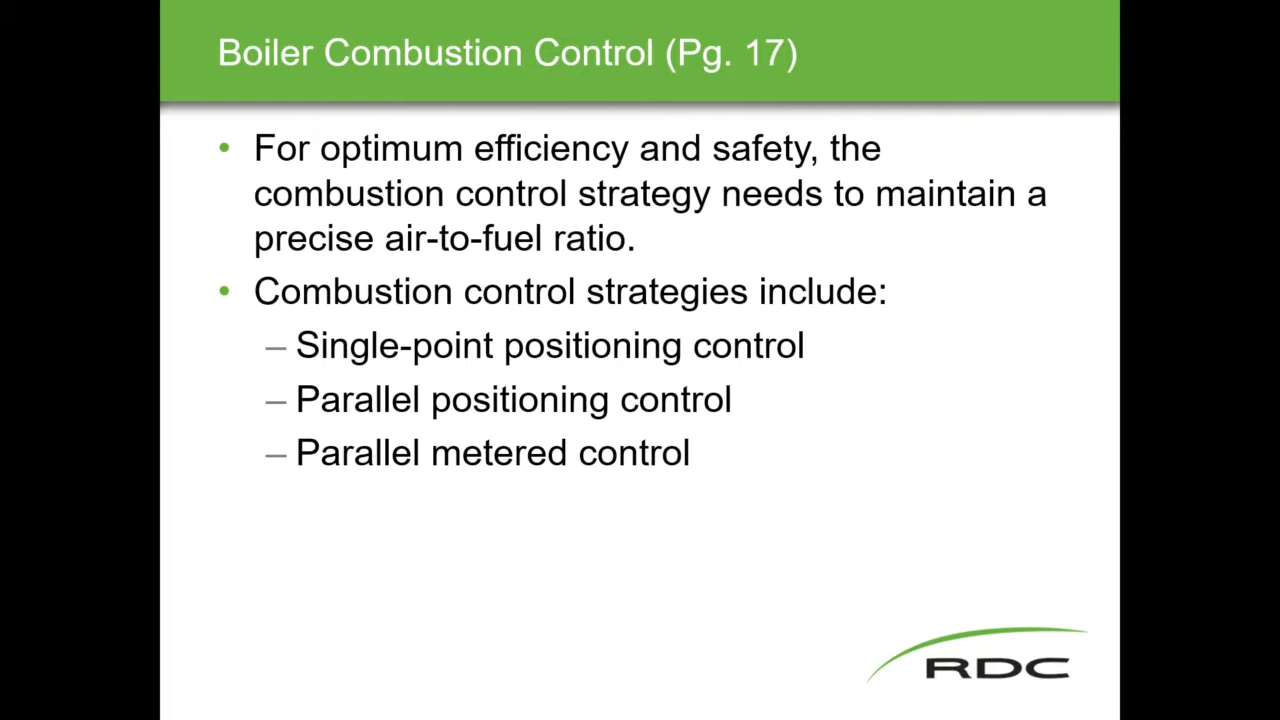 Boiler Combustion Control (Pg. 17)
• For optimum efficiency and safety, the
combustion control strategy needs to maintain a
precise air-to-fuel ratio.
• Combustion control strategies include:
– Single-point positioning control
– Parallel positioning control
– Parallel metered control
RDC